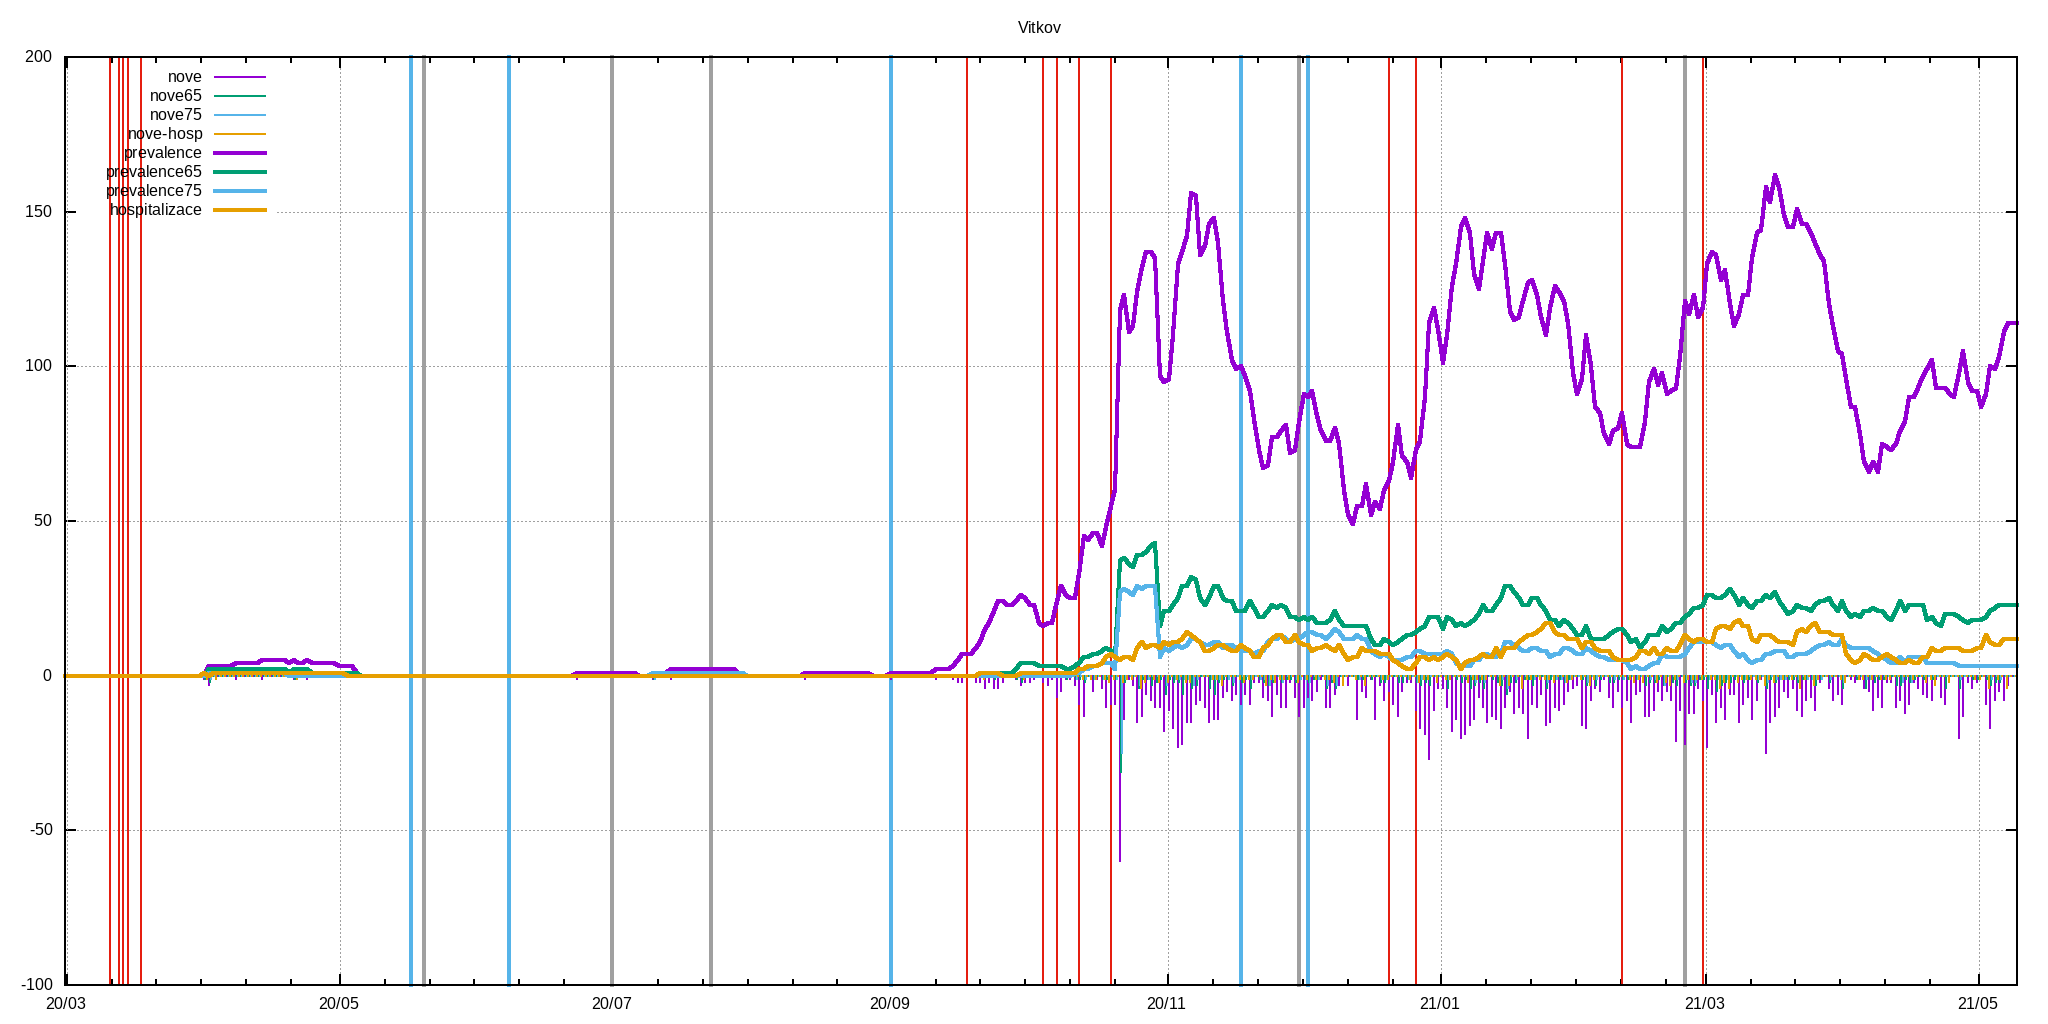 Vitkov
200
150
100
50
0
-50
-100
nove
nove65
nove75
nove-hosp
prevalence
prevalence65
prevalence75
hospitalizace
20/03 20/05 20/07 20/09 20/11 21/01 21/03 21/05